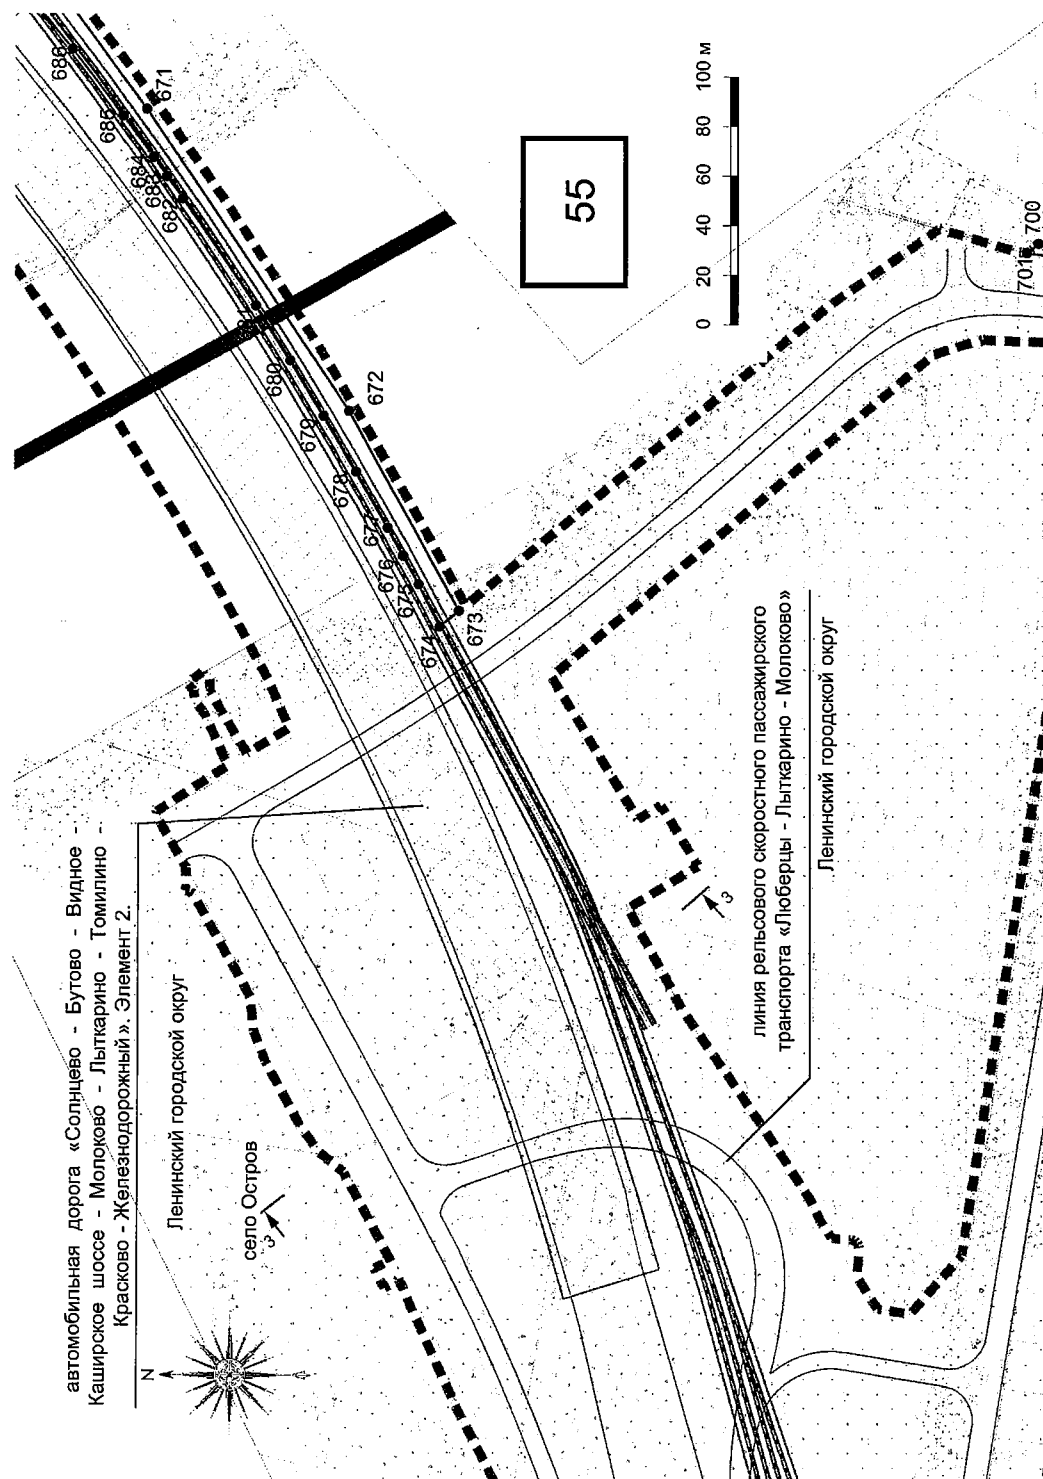 автомобильная дорога «Солнцево - Бутово - Видное -
Каширское шоссе - Молоково - Лыткарино - Томилино -
Красково - Железнодорожный». Элемент 2.
Ленинский городской округ
село Остров
N
3
3
линия рельсового скоростного пассажирского
транспорта «Люберцы - Лыткарино - Молоково»
Ленинский городской округ
55
0 20 40 60 80 100 м
671
672
673
674
675
676
677
678
679
680
681
682
683
684
685
686
700
701